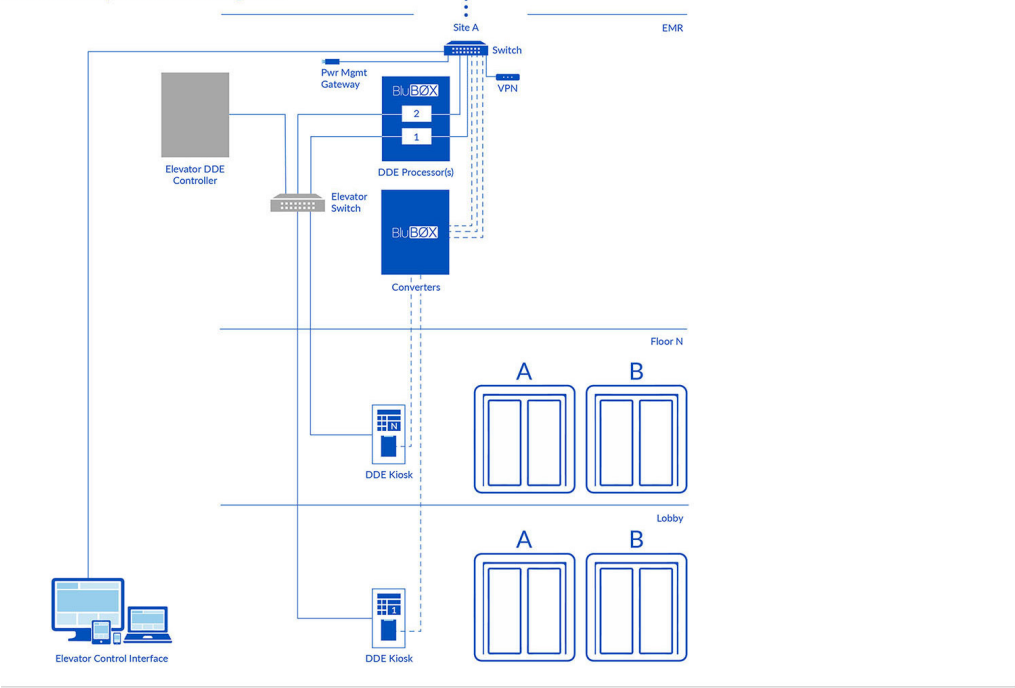 Site A
EMR
Switch
Pwr Mgmt
Gateway
VPN
BluBØX
2
1
Elevator DDE
Controller
DDE Processor(s)
Elevator
Switch
BluBØX
Converters
Floor N
A
B
N
DDE Kiosk
Lobby
A
B
1
DDE Kiosk
Elevator Control Interface